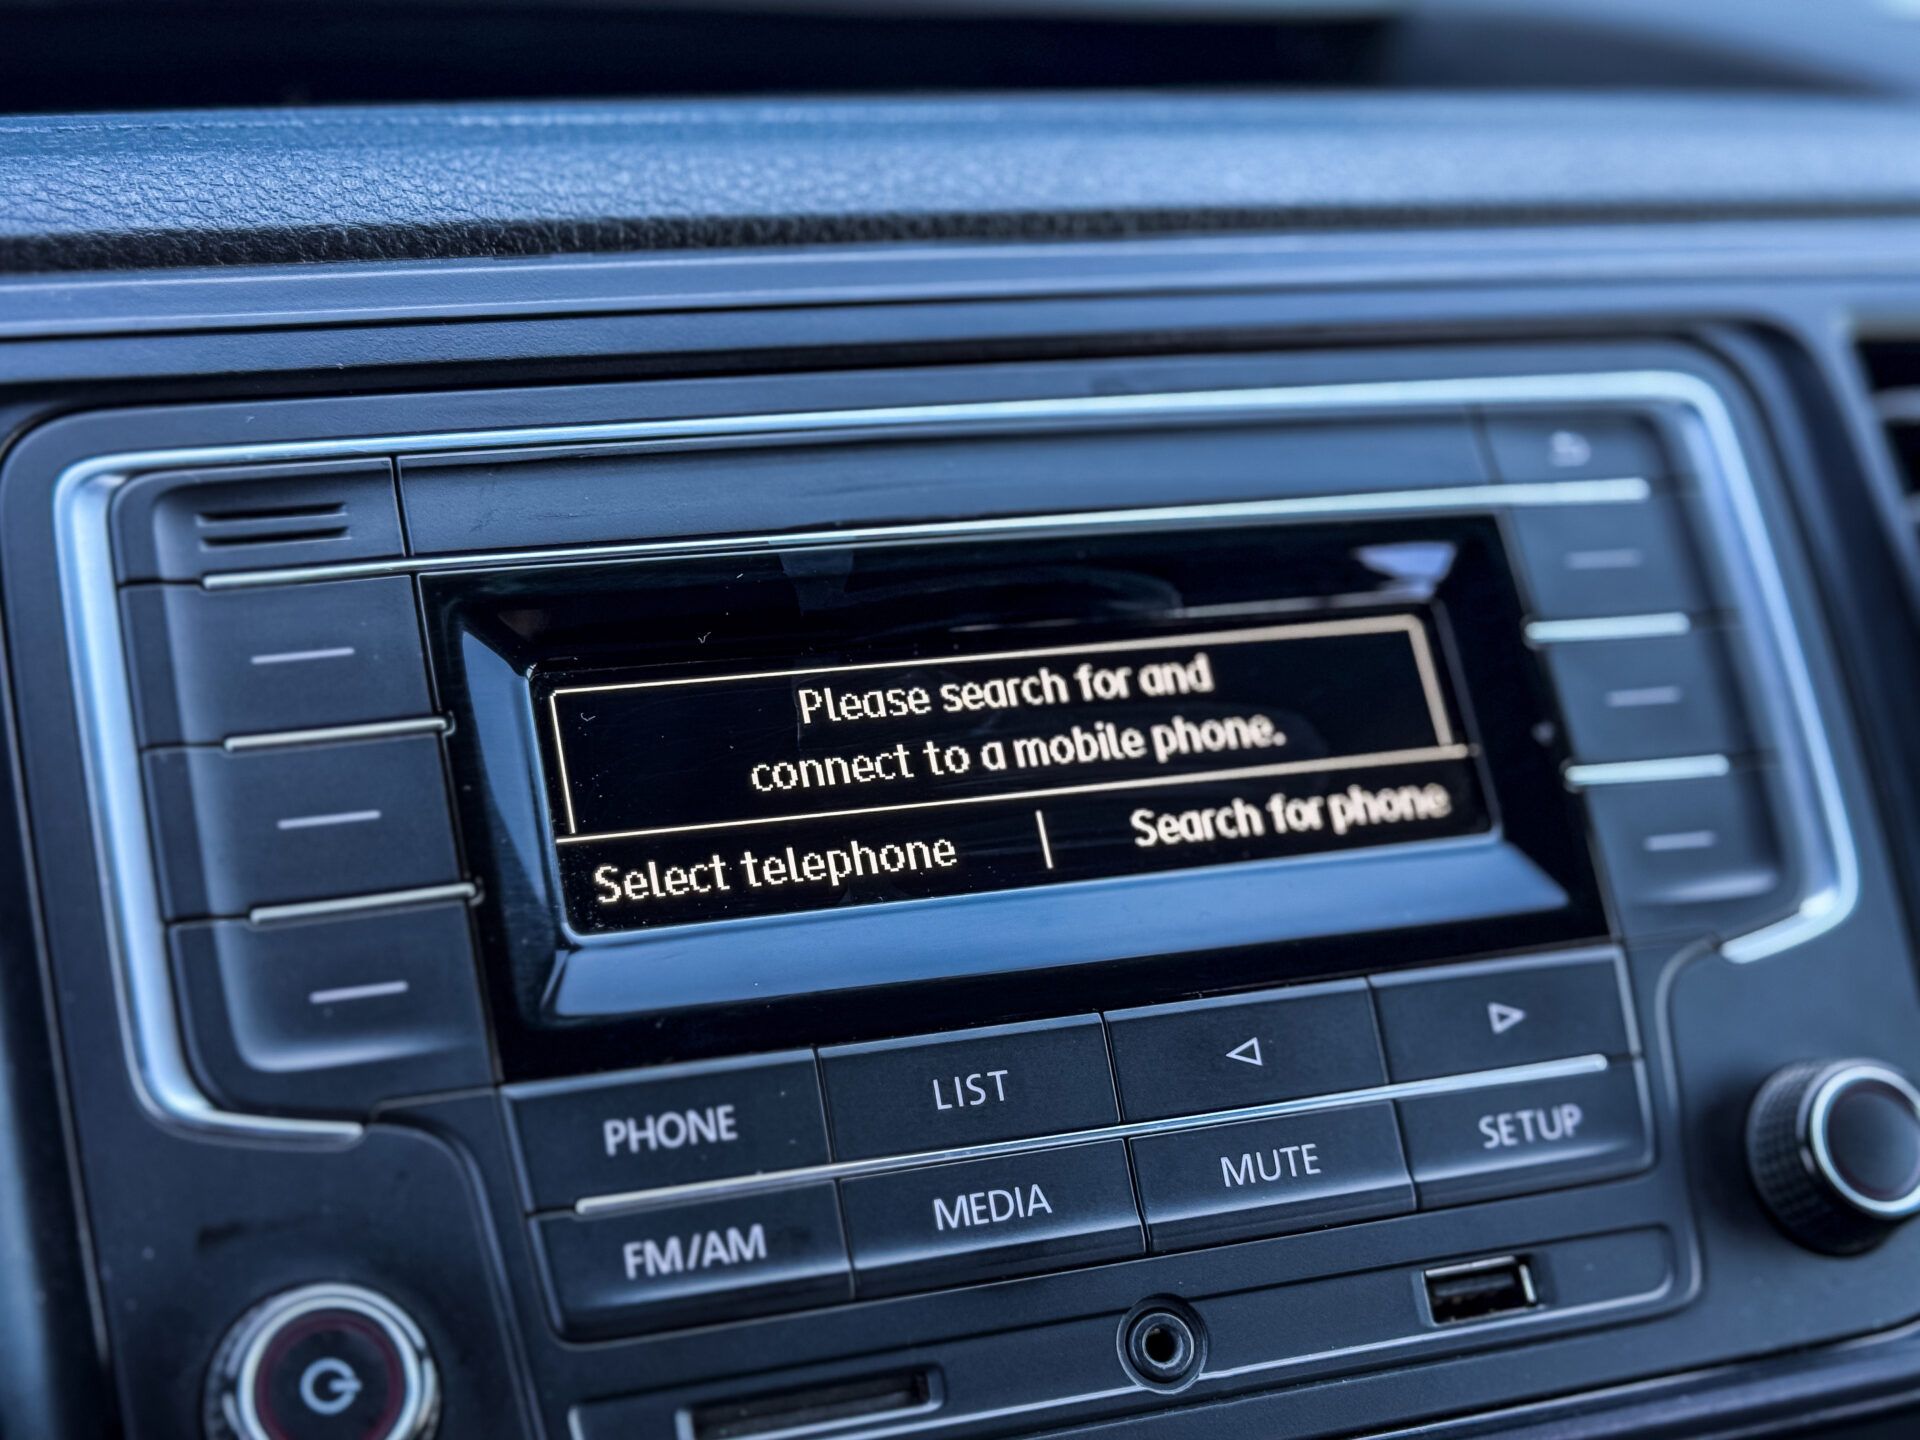 Please search for and
connect to a mobile phone.
Select telephone | Search for phone
PHONE
LIST
FM/AM
MEDIA
MUTE
SETUP